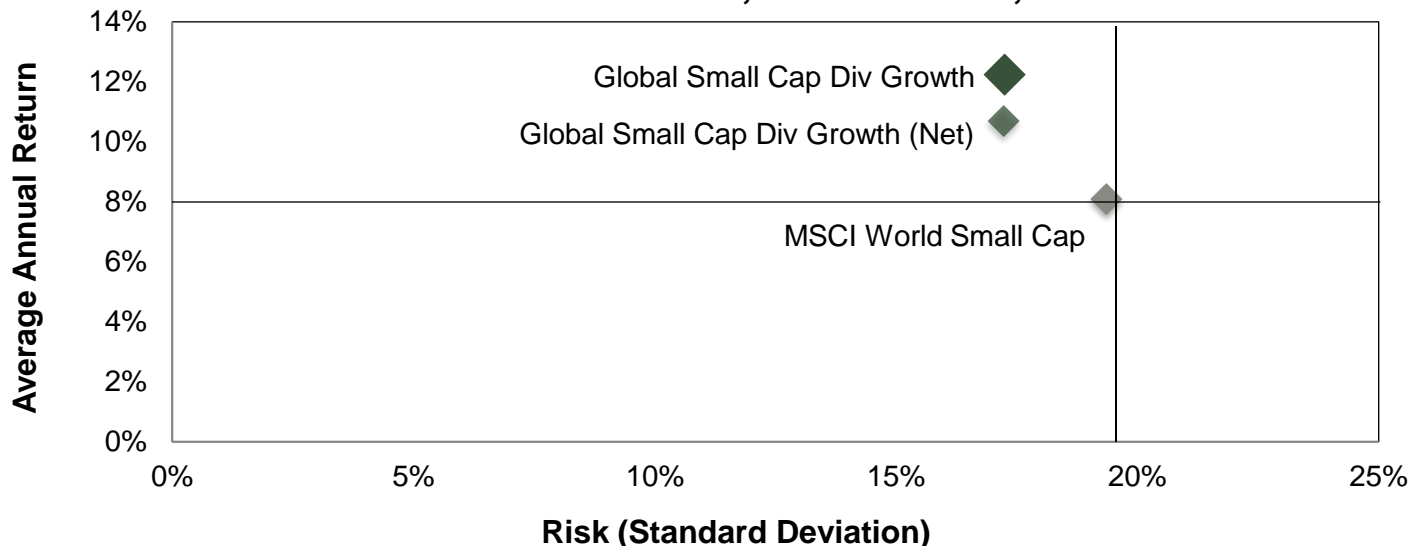 14%
12%
10%
8%
6%
4%
2%
0%
Average Annual Return
Global Small Cap Div Growth
Global Small Cap Div Growth (Net)
MSCI World Small Cap
0% 5% 10% 15% 20% 25%
Risk (Standard Deviation)